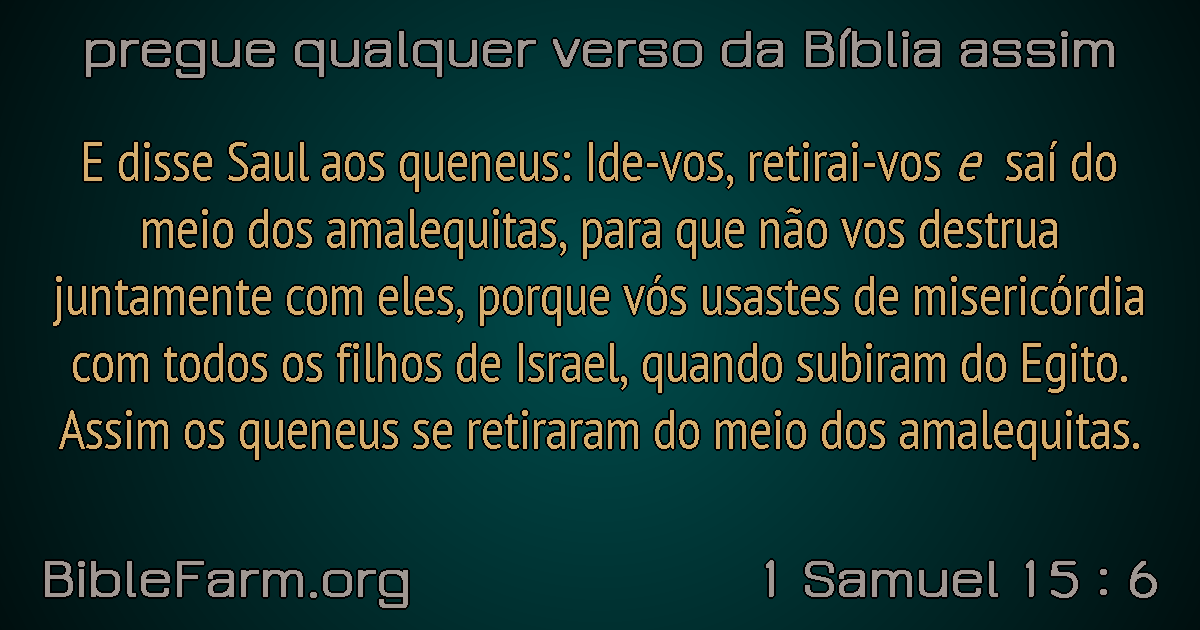 pregue qualquer verso da Bíblia assim
E disse Saul aos queneus: Ide-vos, retirai-vos e saí do
meio dos amalequitas, para que não vos destrua
juntamente com eles, porque vós usastes de misericórdia
com todos os filhos de Israel, quando subiram do Egito.
Assim os queneus se retiraram do meio dos amalequitas.
BibleFarm.org
1 Samuel 15 : 6